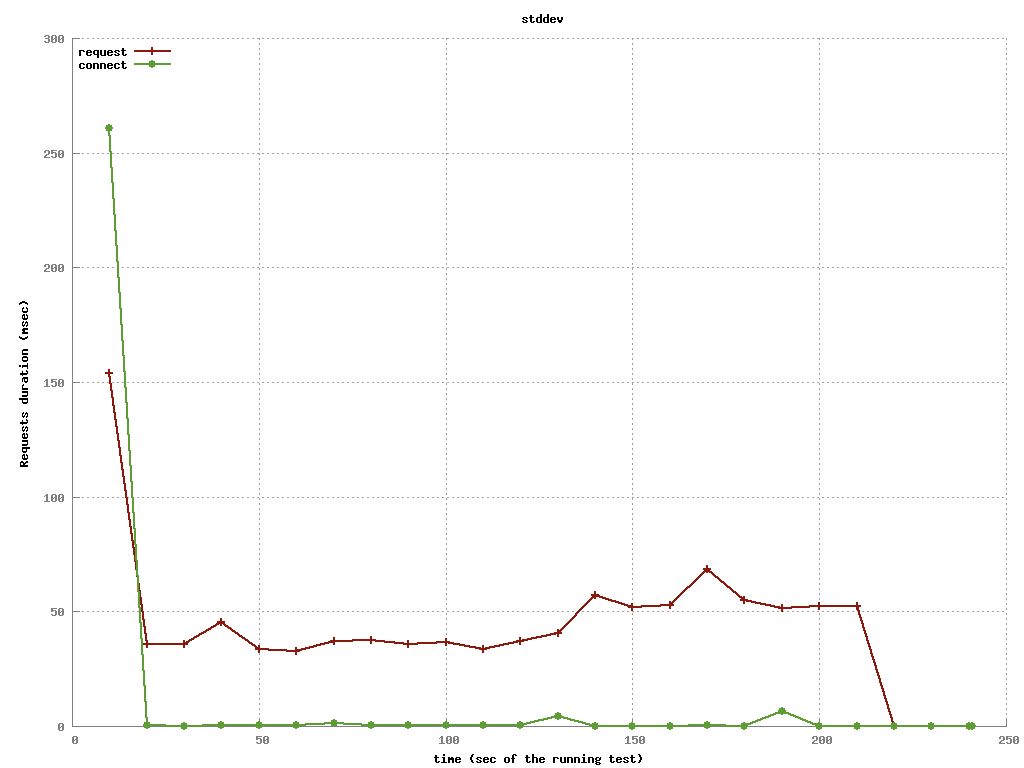 stddev
300
request
connect
250
200
150
100
50
0
Requests duration (msec)
0 50 100 150 200 250
time (sec of the running test)